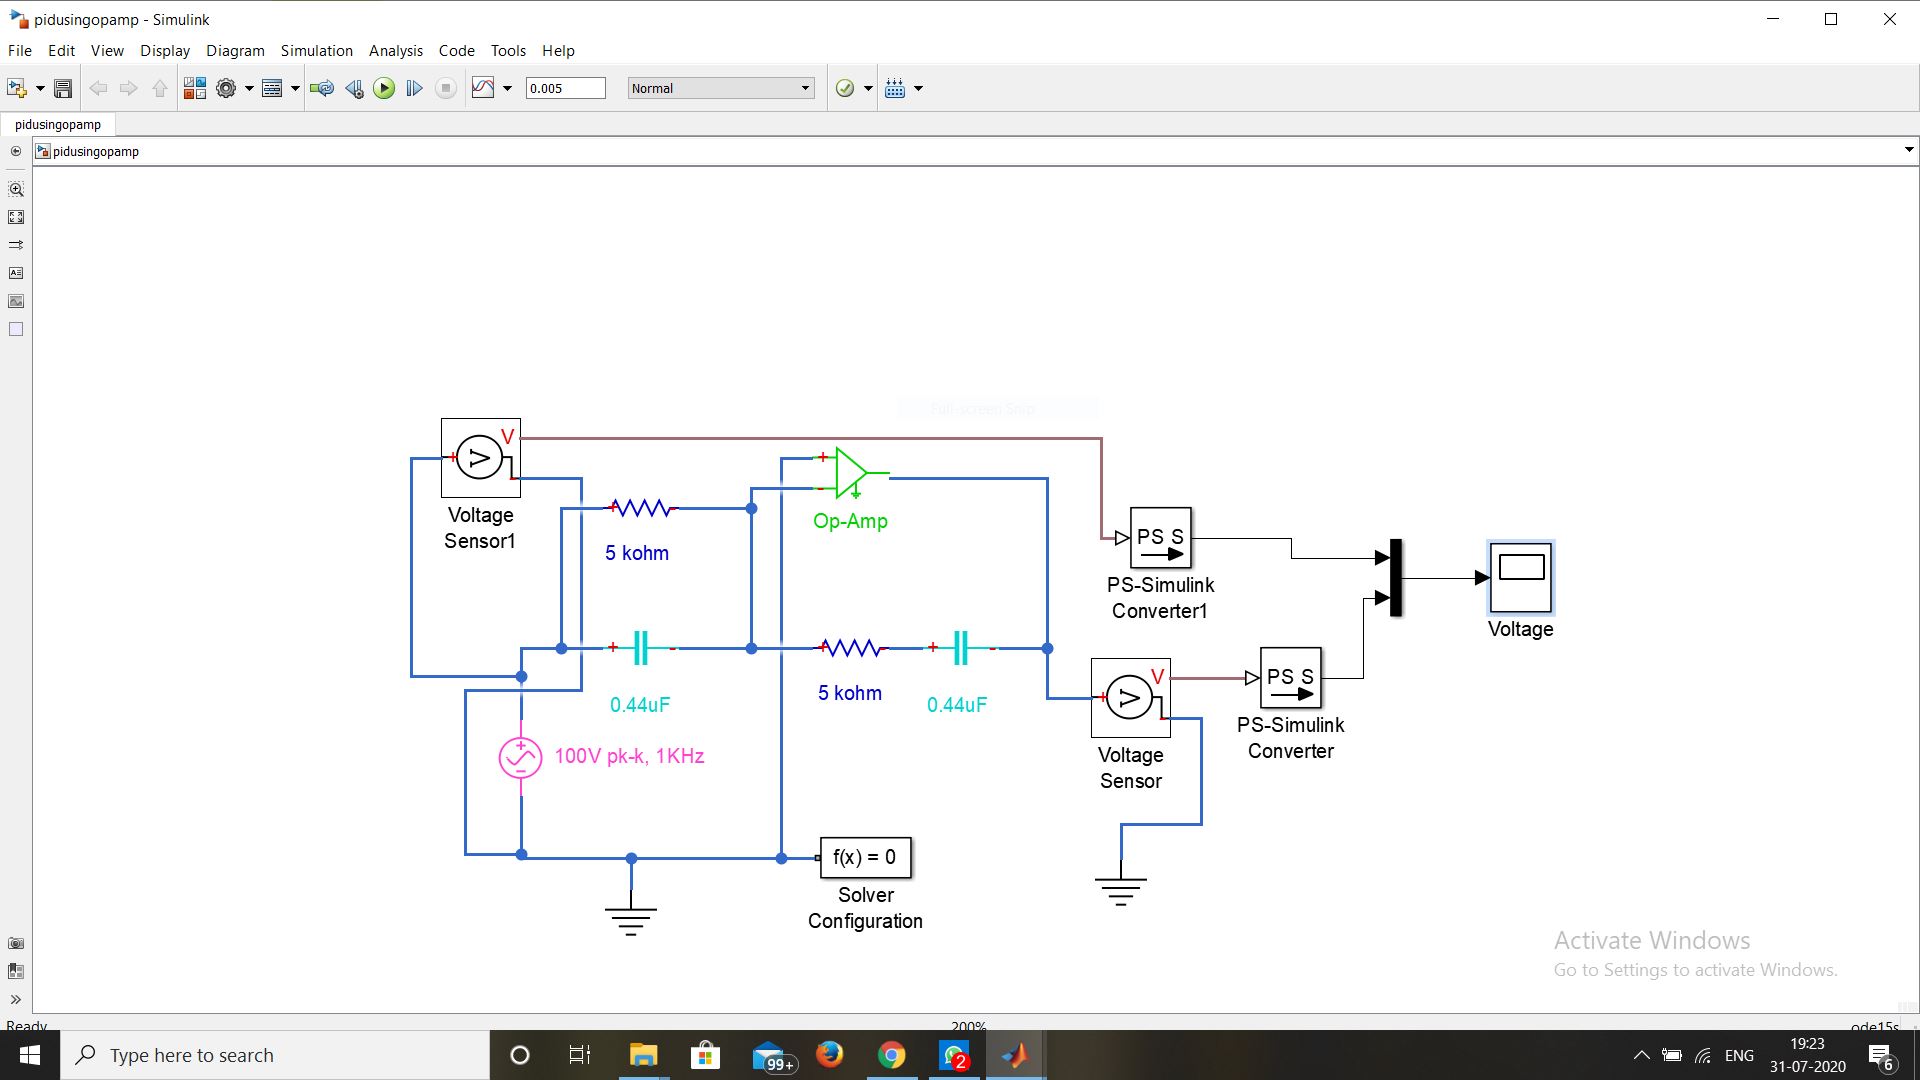 pidusingopamp - Simulink
File Edit View Display Diagram Simulation Analysis Code Tools Help
0.005 Normal
pidusingopamp
pidusingopamp
Full-screen Snip
V
V
Voltage
Sensor1
5 kohm
Op-Amp
PS S
PS-Simulink
Converter1
Voltage
0.44uF
5 kohm
0.44uF
V
V
Voltage
Sensor
PS S
PS-Simulink
Converter
100V pk-k, 1KHz
f(x) = 0
Solver
Configuration
Activate Windows
Go to Settings to activate Windows.
Ready 200% ode15s
Type here to search
99+
2
ENG
19:23
31-07-2020
6